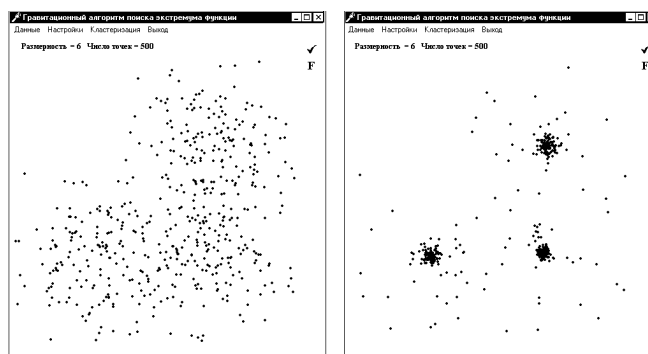 Гравитационный алгоритм поиска экстремума функции
Данные Настройки Кластеризация Выход
Размерность = 6 Число точек = 500
F
Гравитационный алгоритм поиска экстремума функции
Данные Настройки Кластеризация Выход
Размерность = 6 Число точек = 500
F